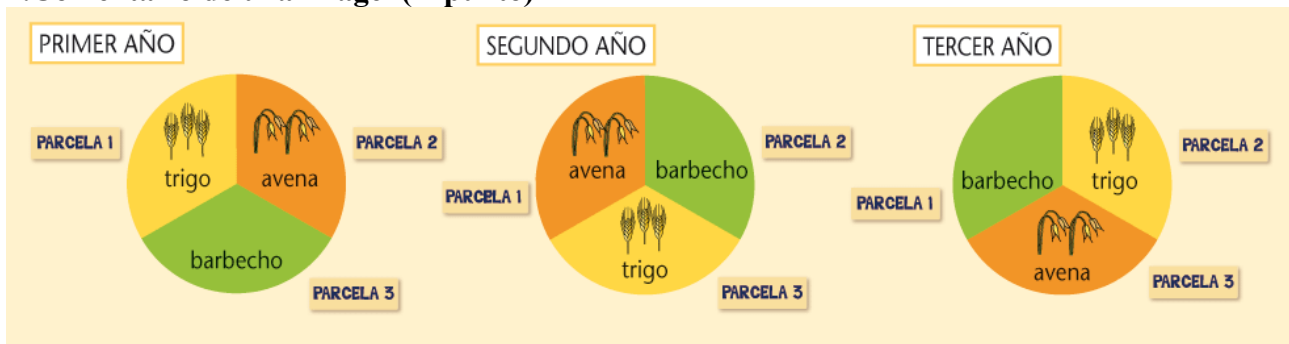 PRIMER AÑO
PARCELA 1
trigo
avena
PARCELA 2
barbecho
PARCELA 3
SEGUNDO AÑO
avena
barbecho
PARCELA 2
PARCELA 1
trigo
PARCELA 3
TERCER AÑO
barbecho
trigo
PARCELA 2
PARCELA 1
avena
PARCELA 3